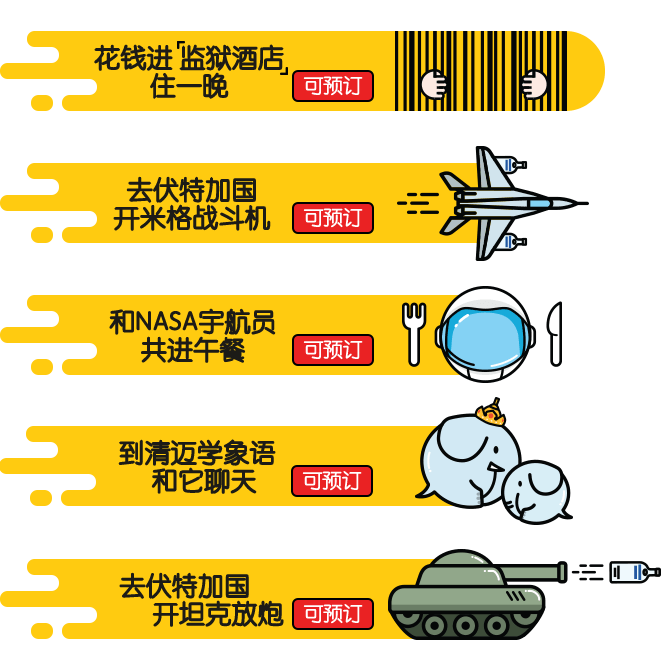 花钱进「监狱酒店」
住一晚
可预订
去伏特加国
开米格战斗机
可预订
和NASA宇航员
共进午餐
可预订
到清迈学象语
和它聊天
可预订
去伏特加国
开坦克放炮
可预订